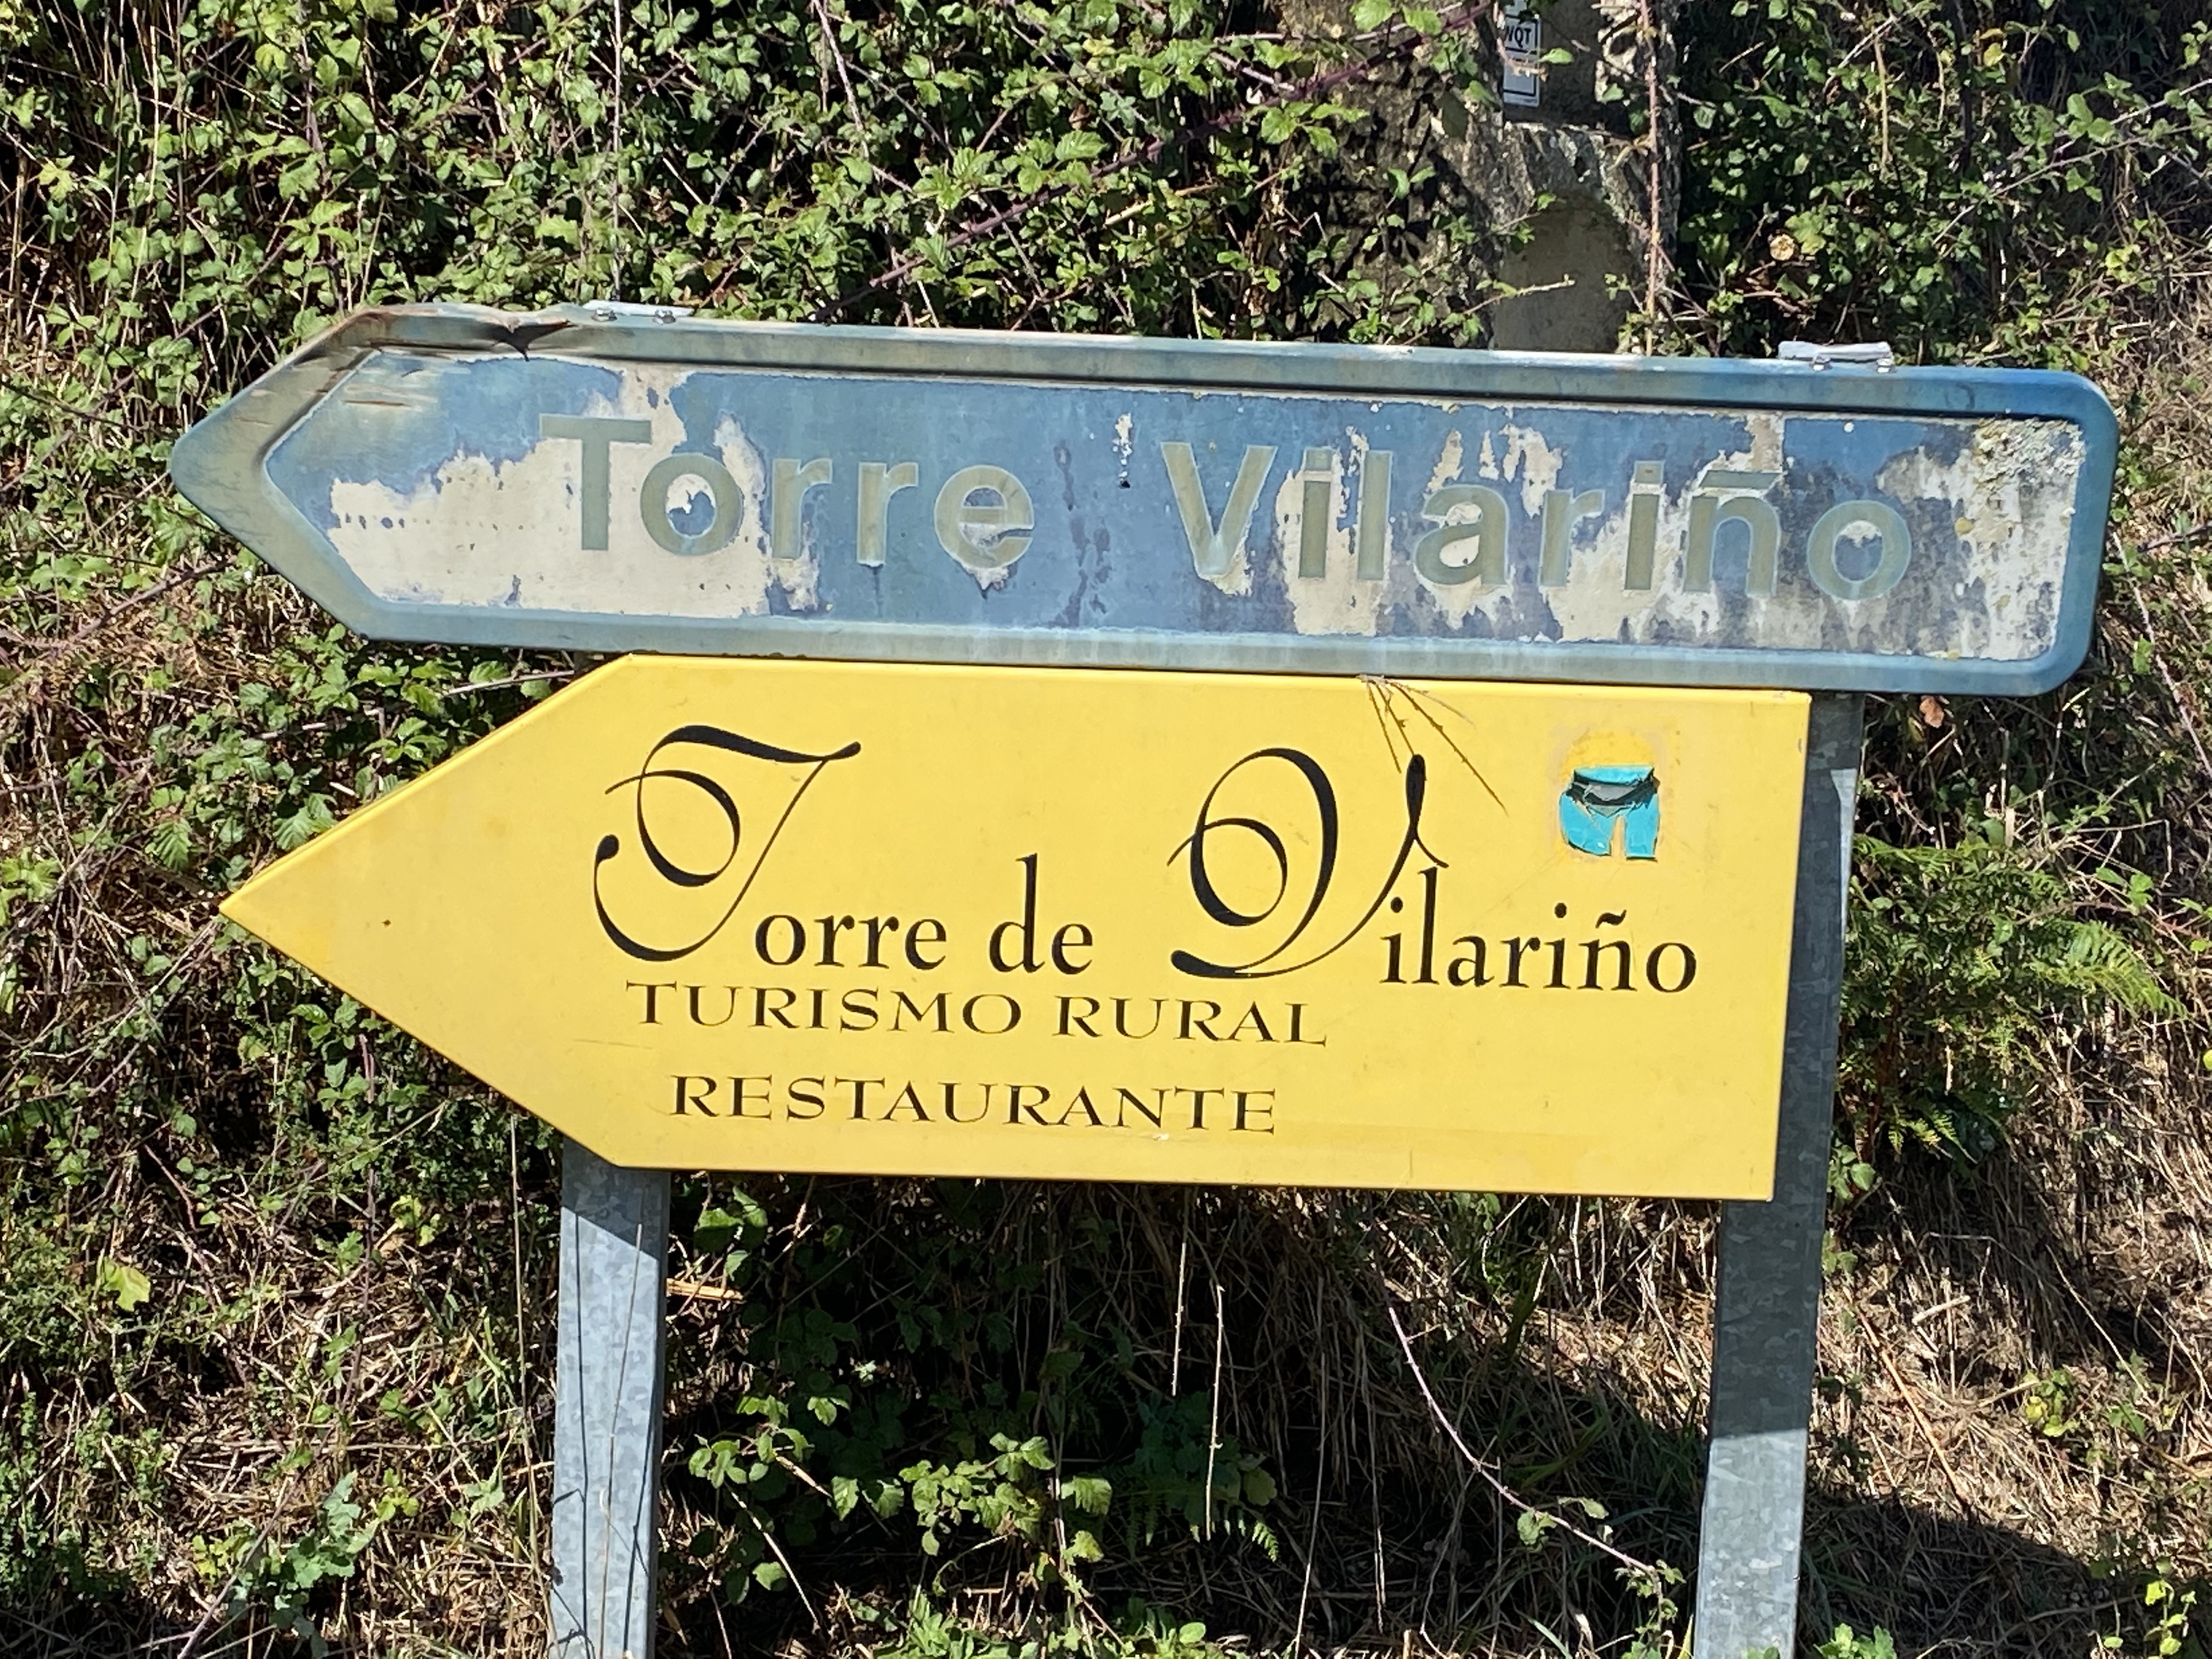 Torre Vilariño
Torre de Vilariño
TURISMO RURAL
RESTAURANTE